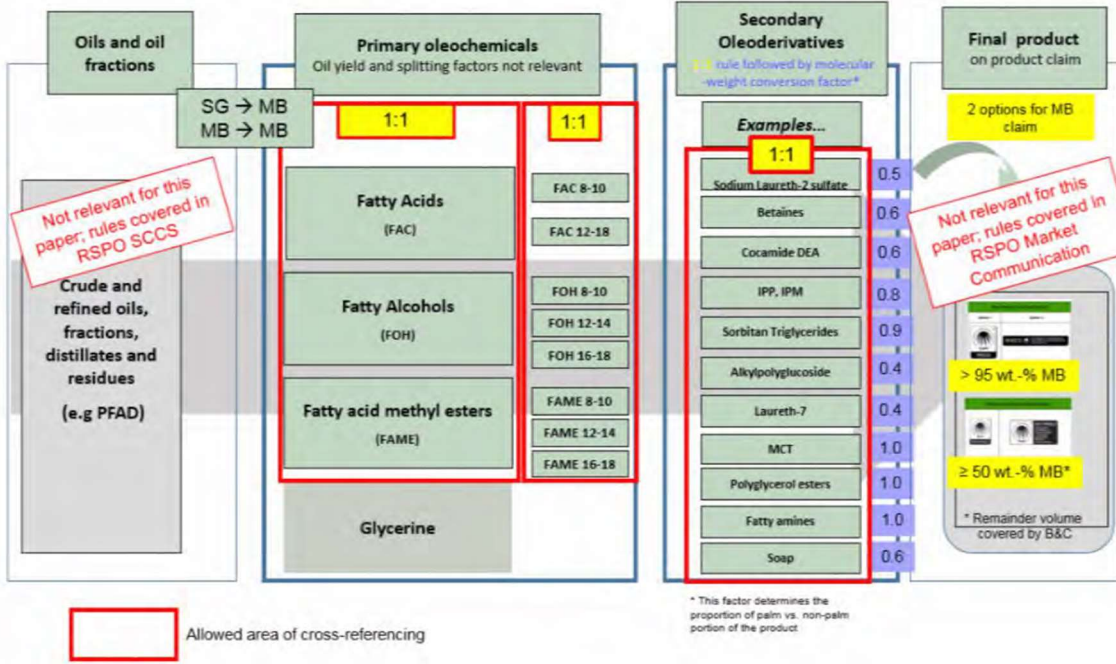 Oils and oil
fractions
Primary oleochemicals
Oil yield and splitting factors not relevant
Secondary
Oleoderivatives
1:1 rule followed by molecular
-weight conversion factor*
Final product
on product claim
SG → MB
MB → MB
1:1
1:1
Examples...
1:1
2 options for MB
claim
Not relevant for this
paper; rules covered in
RSPO SCCS
Crude and
refined oils,
fractions,
distillates and
residues
(e.g PFAD)
Fatty Acids
(FAC)
Fatty Alcohols
(FOH)
Fatty acid methyl esters
(FAME)
Glycerine
FAC 8-10
FAC 12-18
FOH 8-10
FOH 12-14
FOH 16-18
FAME 8-10
FAME 12-14
FAME 16-18
Sodium Laureth-2 sulfate
0.5
Betaïnes
0.6
Cocamide DEA
0.6
IPP, IPM
0.8
Sorbitan Triglycerides
0.9
Alkylpolyglucoside
0.4
Laureth-7
0.4
MCT
1.0
Polyglycerol esters
1.0
Fatty amines
1.0
Soap
0.6
Not relevant for this
paper; rules covered in
RSPO Market
Communication
> 95 wt.-% MB
≥ 50 wt.-% MB*
* Remainder volume
covered by B&C
* This factor determines the
proportion of palm vs. non-palm
portion of the product
Allowed area of cross-referencing